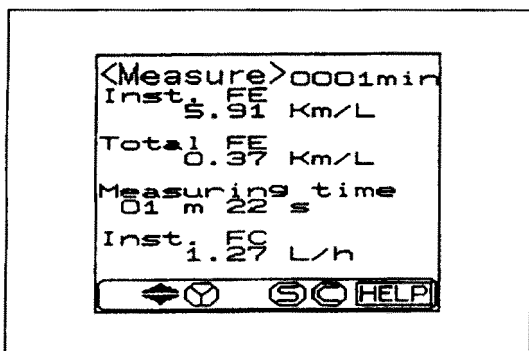 <Measure>0001min
Inst. FE
5.91 Km/L
Total FE
0.37 Km/L
Measuring time
01 m 22 s
Inst. FC
1.27 L/h
Y S C HELP